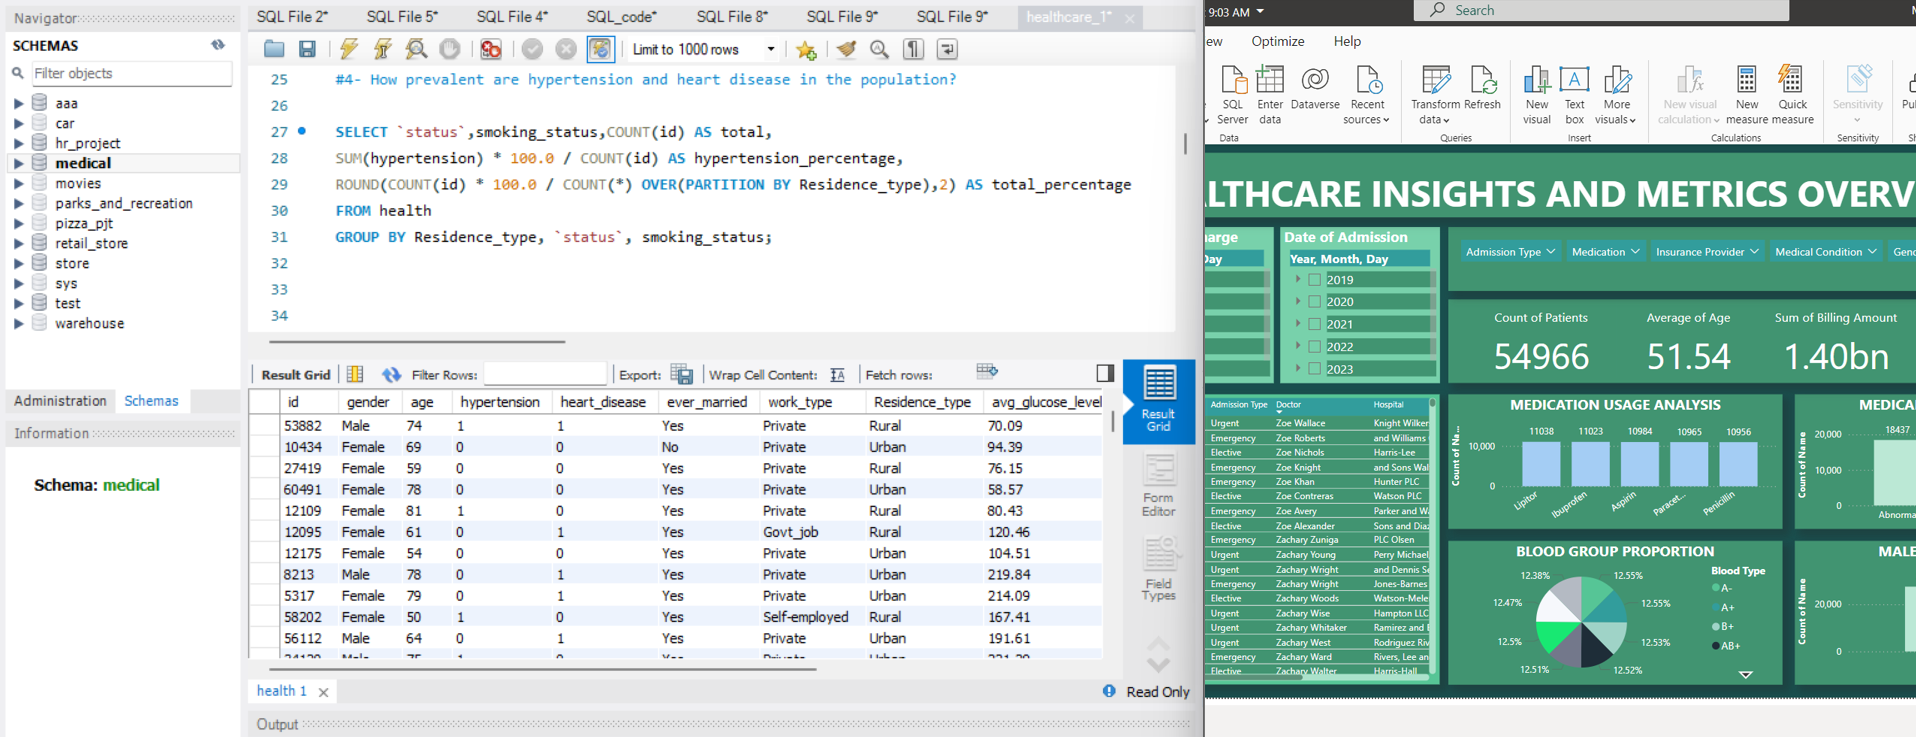 Navigator
SCHEMAS
Filter objects
aaa
car
hr_project
medical
movies
parks_and_recreation
pizza_pjt
retail_store
store
sys
test
warehouse
Administration Schemas
Information
Schema: medical
SQL File 2* SQL File 5* SQL File 4* SQL_code* SQL File 8* SQL File 9* SQL File 9* healthcare_1*
Limit to 1000 rows
25 #4- How prevalent are hypertension and heart disease in the population?
26
27 SELECT `status`,smoking_status,COUNT(id) AS total,
28 SUM(hypertension) * 100.0 / COUNT(id) AS hypertension_percentage,
29 ROUND(COUNT(id) * 100.0 / COUNT(*) OVER(PARTITION BY Residence_type),2) AS total_percentage
30 FROM health
31 GROUP BY Residence_type, `status`, smoking_status;
32
33
34
Result Grid Filter Rows: Export: Wrap Cell Content: Fetch rows:
id gender age hypertension heart_disease ever_married work_type Residence_type avg_glucose_level
53882 Male 74 1 1 Yes Private Rural 70.09
10434 Female 69 0 0 No Private Urban 94.39
27419 Female 59 0 0 Yes Private Rural 76.15
60491 Female 78 0 0 Yes Private Urban 58.57
12109 Female 81 1 0 Yes Private Rural 80.43
12095 Female 61 0 1 Yes Govt_job Rural 120.46
12175 Female 54 0 0 Yes Private Urban 104.51
8213 Male 78 0 1 Yes Private Urban 219.84
5317 Female 79 0 1 Yes Private Urban 214.09
58202 Female 50 1 0 Yes Self-employed Rural 167.41
56112 Male 64 0 1 Yes Private Urban 191.61
Result Grid
Form Editor
Field Types
health 1
Read Only
Output
9:03 AM
Search
Optimize Help
SQL Server
Enter data
Dataverse
Recent sources
Transform data
Refresh
New visual
Text box
More visuals
New visual calculation
New measure
Quick measure
Sensitivity
Data Queries Insert Calculations Sensitivity
LTHCARE INSIGHTS AND METRICS OVERV
harge
Day
Date of Admission
Year, Month, Day
2019
2020
2021
2022
2023
Admission Type Medication Insurance Provider Medical Condition Gend
Count of Patients Average of Age Sum of Billing Amount
54966 51.54 1.40bn
Admission Type Doctor Hospital
Urgent Zoe Wallace Knight Wilker
Emergency Zoe Roberts and Williams
Elective Zoe Nichols Harris-Lee
Emergency Zoe Knight and Sons Wal
Emergency Zoe Khan Hunter PLC
Elective Zoe Contreras Watson PLC
Emergency Zoe Avery Parker and W
Elective Zoe Alexander Sons and Dia
Emergency Zachary Zuniga PLC Olsen
Urgent Zachary Young Perry Michael,
Urgent Zachary Wright and Dennis Se
Emergency Zachary Wright Jones-Barnes
Elective Zachary Woods Watson-Mele
Urgent Zachary Wise Hampton LLC
Urgent Zachary Whitaker Ramirez and
Urgent Zachary West Rodriguez Riv
Emergency Zachary Ward Rivers, Lee an
Elective Zachary Walter Harris-Hall
MEDICATION USAGE ANALYSIS
Count of Na...
10,000
0
11038 11023 10984 10965 10956
Lipitor Ibuprofen Aspirin Paracet... Penicillin
MEDICA
Count of Name
20,000
10,000
0
18437
Abnorma
BLOOD GROUP PROPORTION
12.38% 12.55%
12.47% 12.55%
12.5% 12.53%
12.51% 12.52%
Blood Type
A-
A+
B+
AB+
MALE
Count of Name
20,000
0